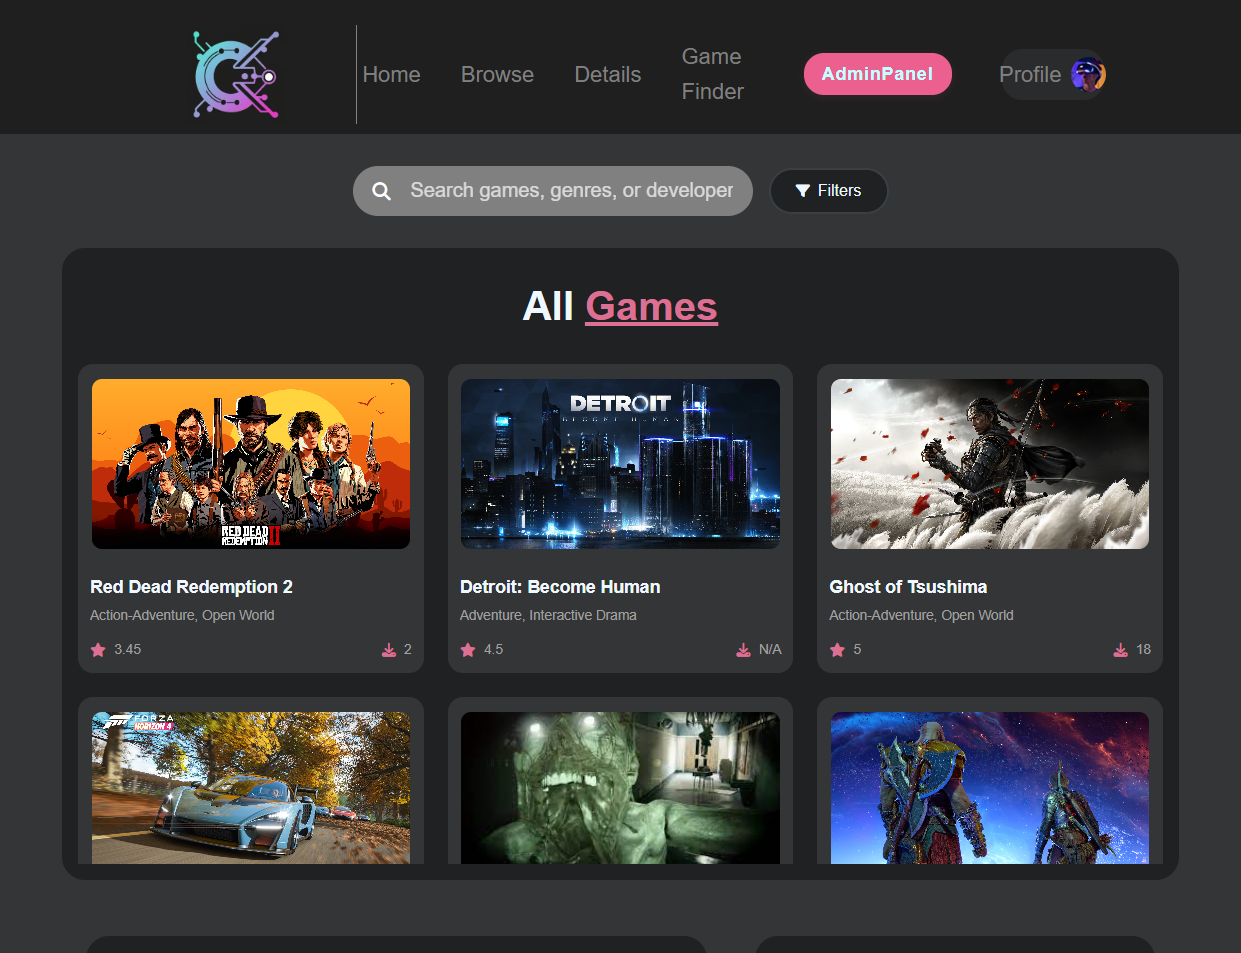 Home
Browse
Details
Game
Finder
AdminPanel
Profile
Search games, genres, or developer
Filters
All Games
RED DEAD
REDEMPTION II
DETROIT
BECOME HUMAN
Red Dead Redemption 2
Action-Adventure, Open World
3.45
2
Detroit: Become Human
Adventure, Interactive Drama
4.5
N/A
Ghost of Tsushima
Action-Adventure, Open World
5
18
FORZA
HORIZON 4